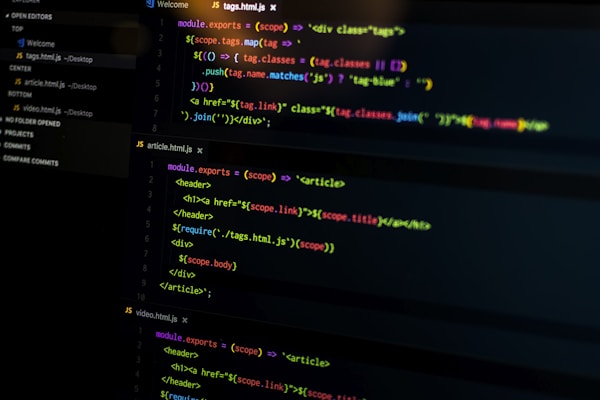 OPEN EDITORS
TOP
Welcome
tags.html.js ~/Desktop
CENTER
article.html.js ~/Desktop
BOTTOM
video.html.js ~/Desktop
NO FOLDER OPENED
PROJECTS
COMMITS
COMPARE COMMITS
Welcome JS tags.html.js ×
1 module.exports = (scope) => `<div class="tags">
2 ${scope.tags.map(tag => `
3 ${(() => { tag.classes = (tag.classes || [])
4 .push(tag.name.matches('js') ? 'tag-blue' : '')
5 })()}
6 <a href="${tag.link}" class="${tag.classes.join(' ')}">${tag.name}</a>
7 `).join('')}</div>`;
8
JS article.html.js ×
1 module.exports = (scope) => `<article>
2 <header>
3 <h1><a href="${scope.link}">${scope.title}</a></h1>
4 </header>
5 ${require('./tags.html.js')(scope)}
6 <div>
7 ${scope.body}
8 </div>
9 </article>`;
10
JS video.html.js ×
1 module.exports = (scope) => `<article>
2 <header>
3 <h1><a href="${scope.link}">${scope.title
4 </header>
5 ${require('./tags.html.js')